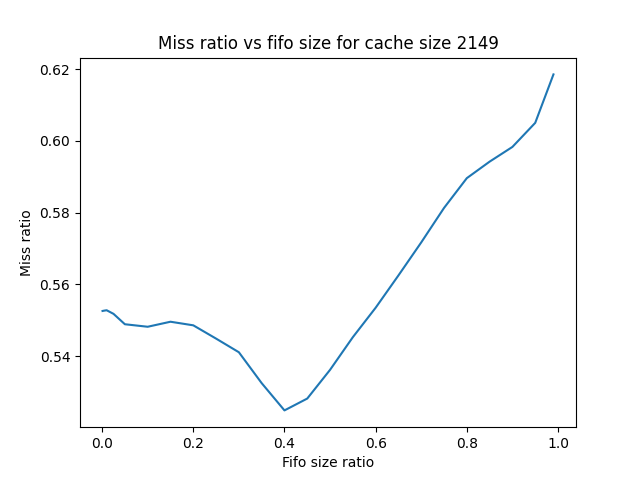 Miss ratio vs fifo size for cache size 2149
0.62
0.60
0.58
0.56
0.54
Miss ratio
0.0 0.2 0.4 0.6 0.8 1.0
Fifo size ratio